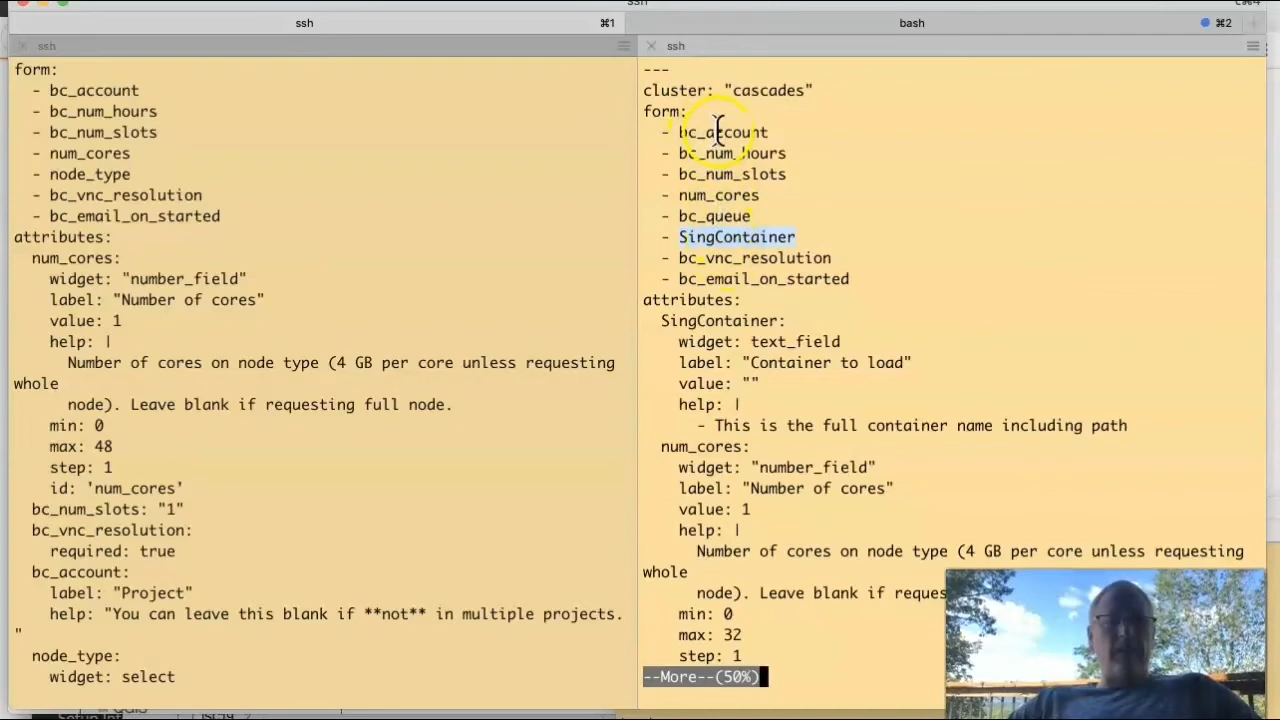 ssh
ssh
⌘1
bash
⌘2
ssh
form:
- bc_account
- bc_num_hours
- bc_num_slots
- num_cores
- node_type
- bc_vnc_resolution
- bc_email_on_started
attributes:
num_cores:
widget: "number_field"
label: "Number of cores"
value: 1
help: |
Number of cores on node type (4 GB per core unless requesting
whole
node). Leave blank if requesting full node.
min: 0
max: 48
step: 1
id: 'num_cores'
bc_num_slots: "1"
bc_vnc_resolution:
required: true
bc_account:
label: "Project"
help: "You can leave this blank if **not** in multiple projects.
"
node_type:
widget: select
ssh
---
cluster: "cascades"
form:
- bc_account
- bc_num_hours
- bc_num_slots
- num_cores
- bc_queue
- SingContainer
- bc_vnc_resolution
- bc_email_on_started
attributes:
SingContainer:
widget: text_field
label: "Container to load"
value: ""
help: |
- This is the full container name including path
num_cores:
widget: "number_field"
label: "Number of cores"
value: 1
help: |
Number of cores on node type (4 GB per core unless requesting
whole
node). Leave blank if reques
min: 0
max: 32
step: 1
--More--(50%)